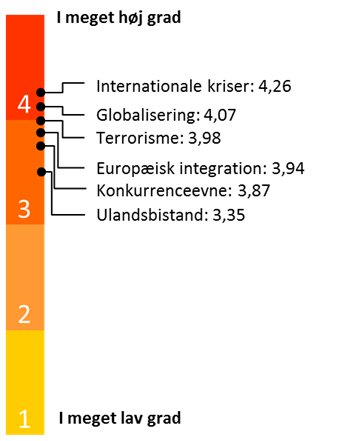 I meget høj grad
Internationale kriser: 4,26
4
Globalisering: 4,07
Terrorisme: 3,98
Europæisk integration: 3,94
Konkurrenceevne: 3,87
3
Ulandsbistand: 3,35
2
1
I meget lav grad